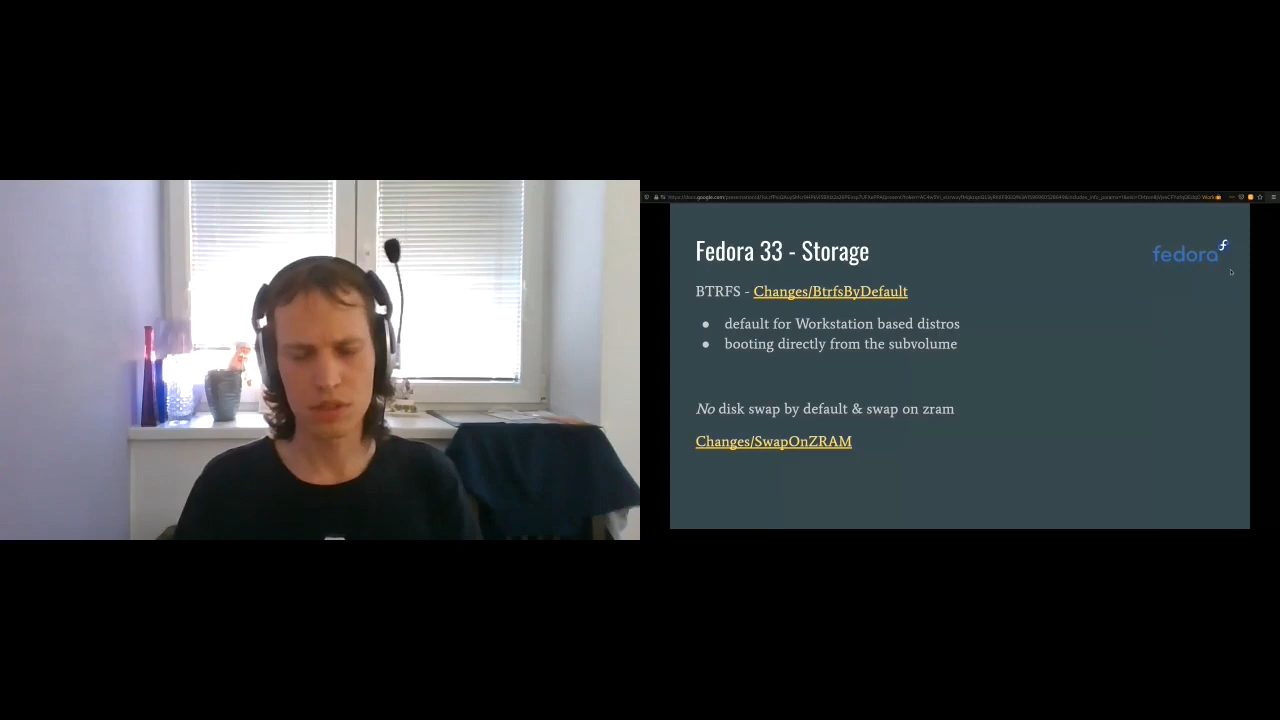 Fedora 33 - Storage
fedora
BTRFS - Changes/BtrfsByDefault
● default for Workstation based distros
● booting directly from the subvolume
No disk swap by default & swap on zram
Changes/SwapOnZRAM